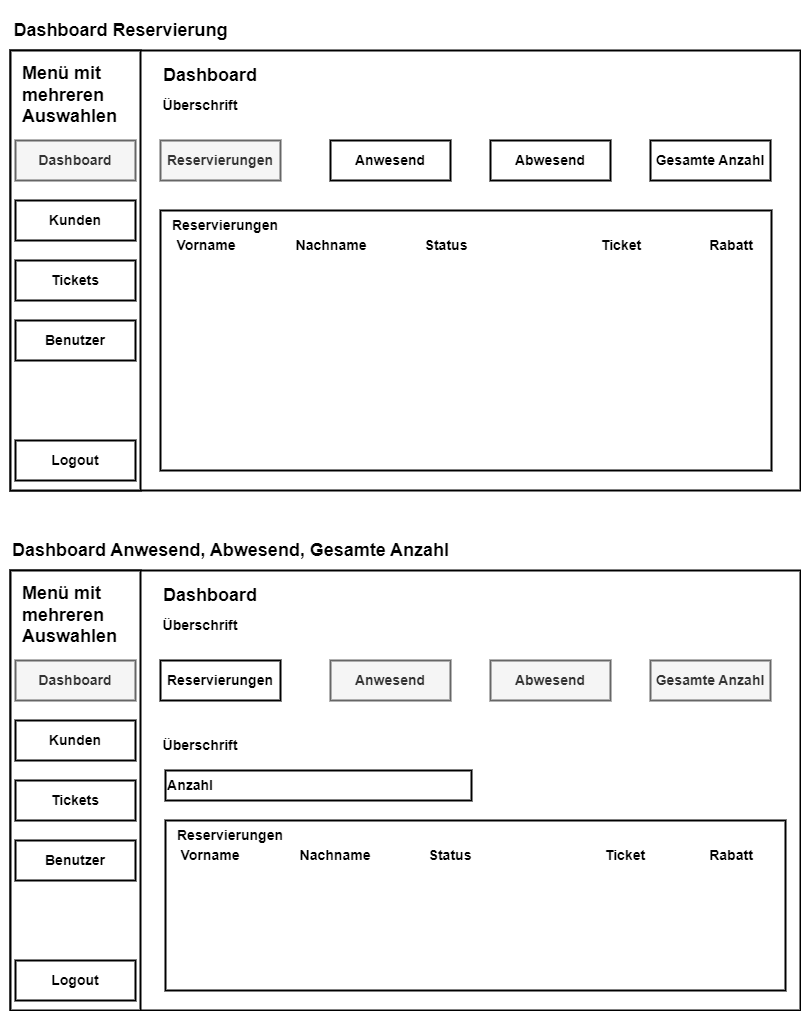 Dashboard Reservierung
Menü mit
mehreren
Auswahlen
Dashboard
Kunden
Tickets
Benutzer
Logout
Dashboard
Überschrift
Reservierungen Anwesend Abwesend Gesamte Anzahl
Reservierungen
Vorname Nachname Status Ticket Rabatt
Dashboard Anwesend, Abwesend, Gesamte Anzahl
Menü mit
mehreren
Auswahlen
Dashboard
Kunden
Tickets
Benutzer
Logout
Dashboard
Überschrift
Reservierungen Anwesend Abwesend Gesamte Anzahl
Überschrift
Anzahl
Reservierungen
Vorname Nachname Status Ticket Rabatt